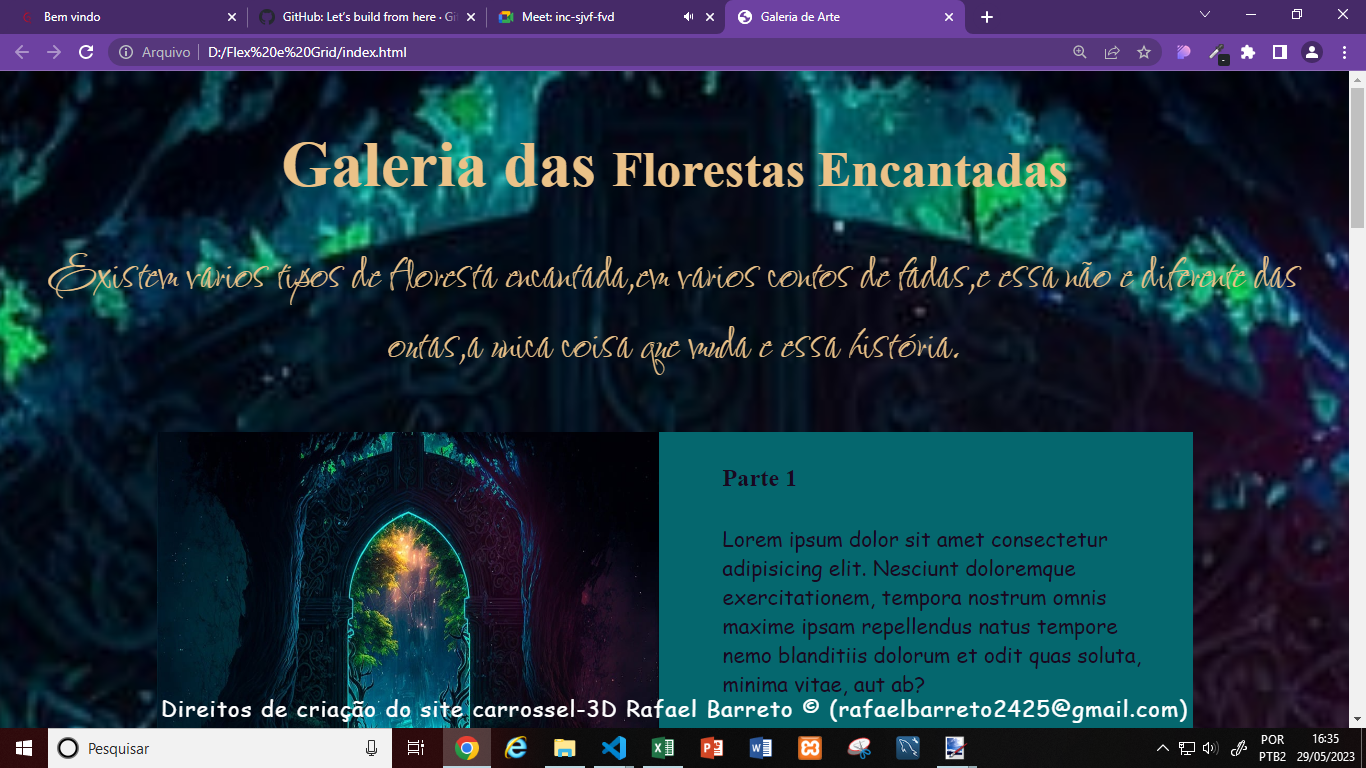 Bem vindo
GitHub: Let's build from here · Gi
Meet: inc-sjvf-fvd
Galeria de Arte
Arquivo
D:/Flex%20e%20Grid/index.html
Galeria das Florestas Encantadas
Existem varios tipos de floresta encantada,em varios contos de fadas,e essa não e diferente das
outas,a unica coisa que muda e essa história.
Parte 1
Lorem ipsum dolor sit amet consectetur
adipisicing elit. Nesciunt doloremque
exercitationem, tempora nostrum omnis
maxime ipsam repellendus natus tempore
nemo blanditiis dolorum et odit quas soluta,
minima vitae, aut ab?
Direitos de criação do site carrossel-3D Rafael Barreto © (rafaelbarreto2425@gmail.com)
Pesquisar
POR
PTB2
16:35
29/05/2023